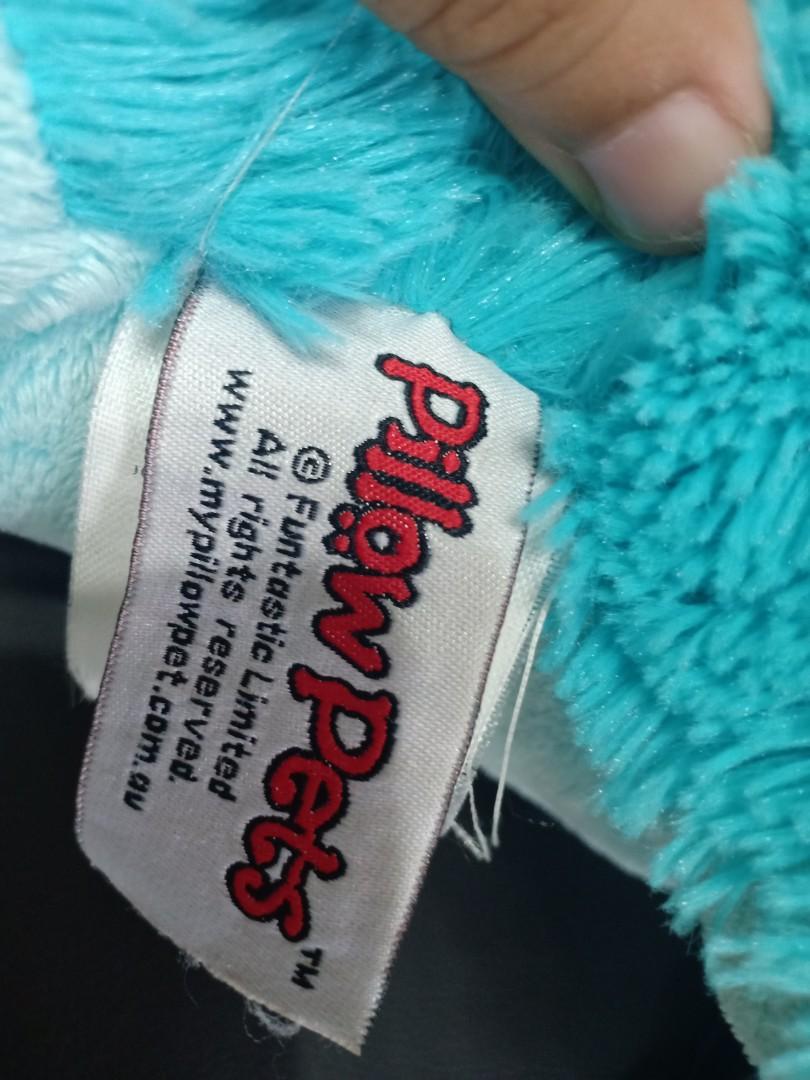 Pillow Pets™
© Funtastic Limited
All rights reserved.
www.mypillowpet.com.au